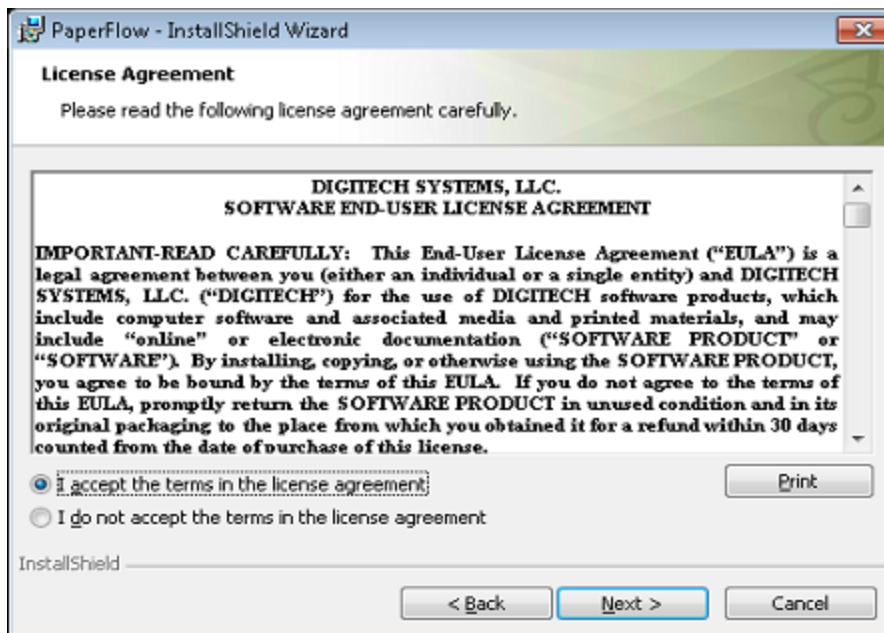 PaperFlow - InstallShield Wizard
License Agreement
Please read the following license agreement carefully.
DIGITECH SYSTEMS, LLC.
SOFTWARE END-USER LICENSE AGREEMENT
IMPORTANT-READ CAREFULLY: This End-User License Agreement (“EULA”) is a
legal agreement between you (either an individual or a single entity) and DIGITECH
SYSTEMS, LLC. (“DIGITECH”) for the use of DIGITECH software products, which
include computer software and associated media and printed materials, and may
include “online” or electronic documentation (“SOFTWARE PRODUCT” or
“SOFTWARE”). By installing, copying, or otherwise using the SOFTWARE PRODUCT,
you agree to be bound by the terms of this EULA. If you do not agree to the terms of
this EULA, promptly return the SOFTWARE PRODUCT in unused condition and in its
original packaging to the place from which you obtained it for a refund within 30 days
counted from the date of purchase of this license.
I accept the terms in the license agreement
Print
I do not accept the terms in the license agreement
InstallShield
< Back
Next >
Cancel